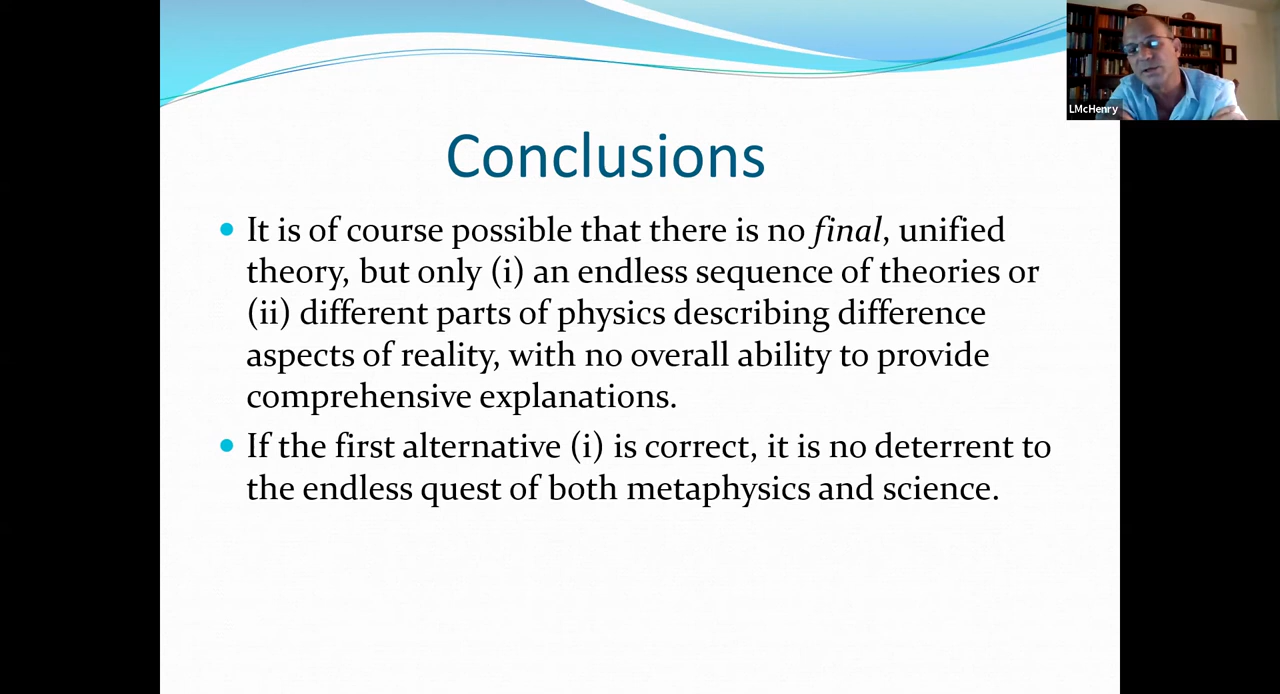 LMcHenry
Conclusions
It is of course possible that there is no final, unified
theory, but only (i) an endless sequence of theories or
(ii) different parts of physics describing difference
aspects of reality, with no overall ability to provide
comprehensive explanations.
If the first alternative (i) is correct, it is no deterrent to
the endless quest of both metaphysics and science.